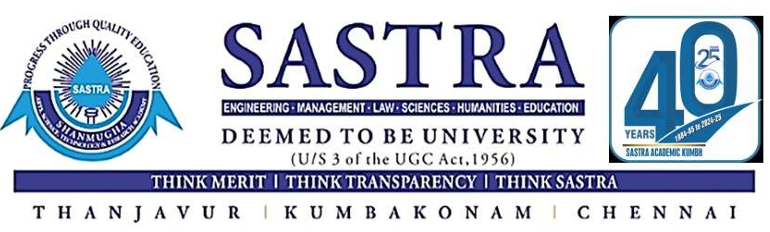 PROGRESS THROUGH QUALITY EDUCATION
SASTRA
SHANMUGHA
ARTS, SCIENCE, TECHNOLOGY & RESEARCH ACADEMY
SASTRA
ENGINEERING · MANAGEMENT · LAW · SCIENCES · HUMANITIES · EDUCATION
DEEMED TO BE UNIVERSITY
(U/S 3 of the UGC Act, 1956)
40
25
YEARS
1984-85 to 2024-25
SASTRA ACADEMIC KUMBH
THINK MERIT | THINK TRANSPARENCY | THINK SASTRA
THANJAVUR | KUMBAKONAM | CHENNAI